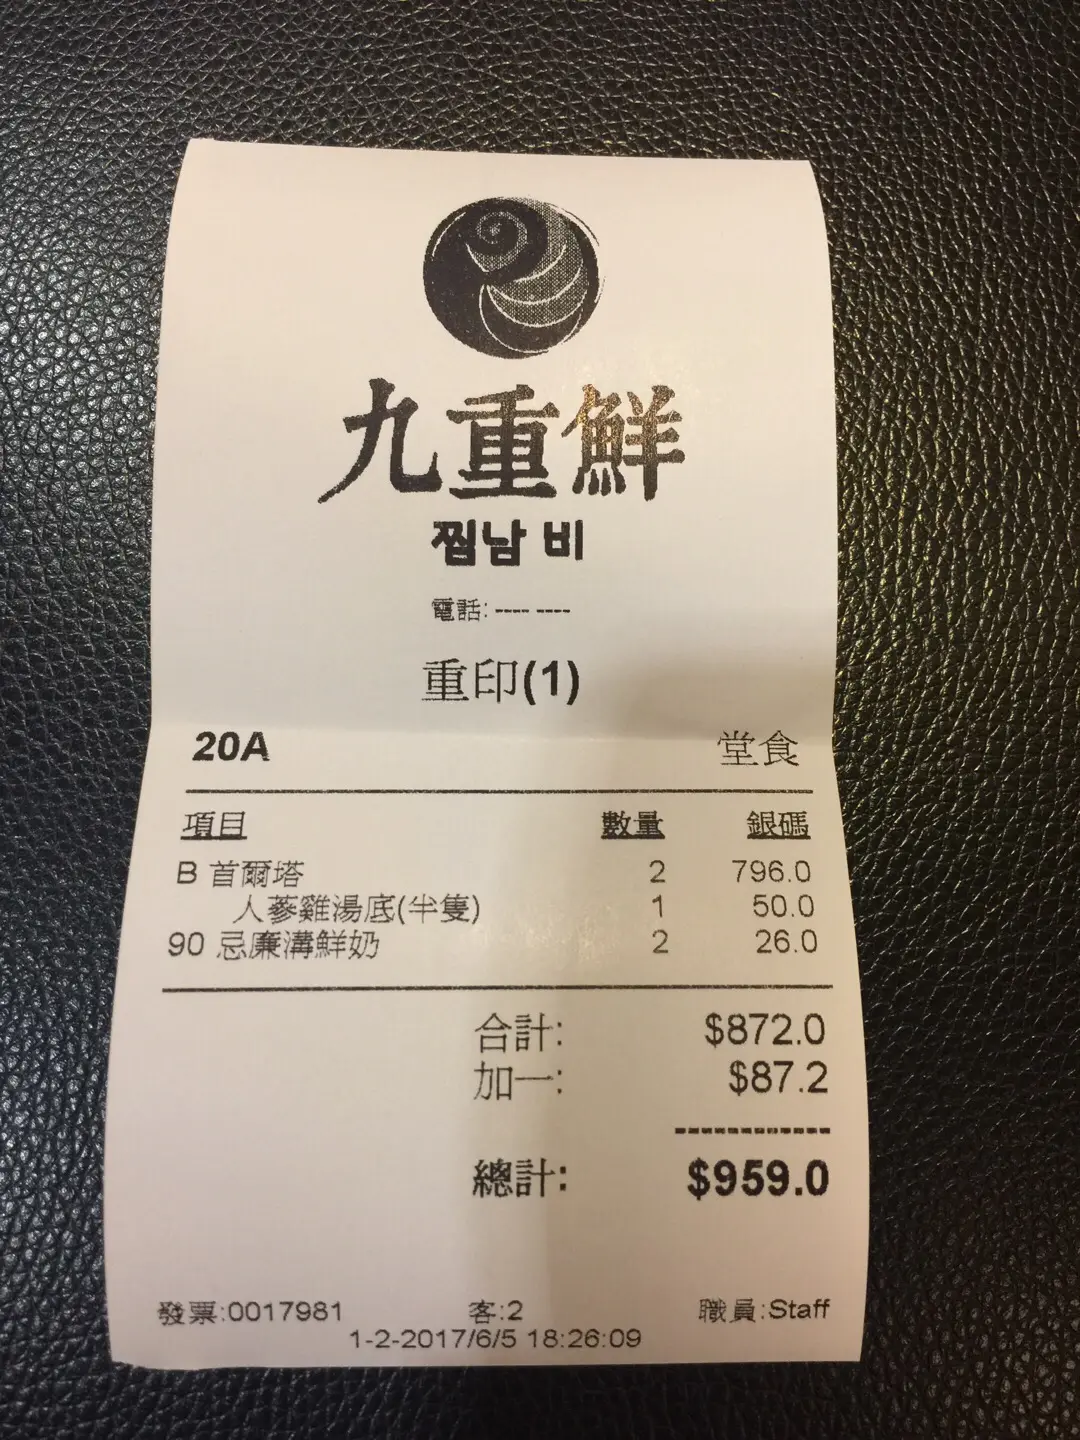 九重鮮
찜남 비
電話: ---- ----
重印(1)
20A 堂食
項目 數量 銀碼
B 首爾塔 2 796.0
人蔘雞湯底(半隻) 1 50.0
90 忌廉溝鮮奶 2 26.0
合計: $872.0
加一: $87.2
------------
總計: $959.0
發票:0017981 客:2 職員:Staff
1-2-2017/6/5 18:26:09